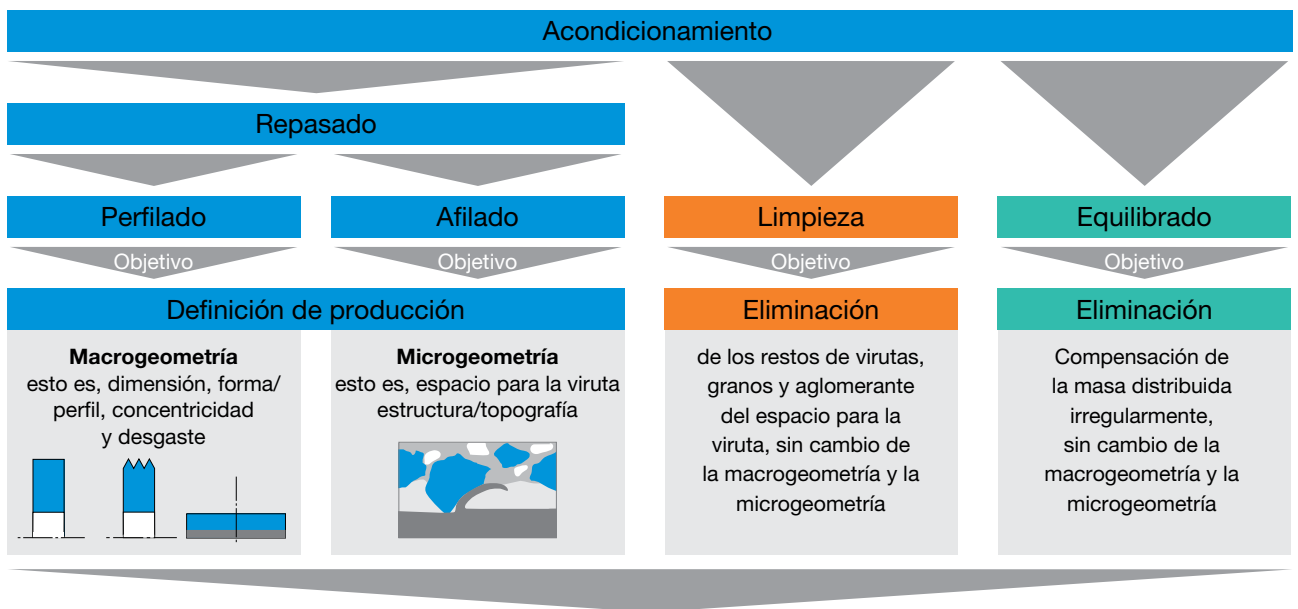 Acondicionamiento
Repasado
Perfilado
Afilado
Limpieza
Equilibrado
Objetivo
Objetivo
Objetivo
Objetivo
Definición de producción
Eliminación
Eliminación
Macrogeometría
esto es, dimensión, forma/
perfil, concentricidad
y desgaste
Microgeometría
esto es, espacio para la viruta
estructura/topografía
de los restos de virutas,
granos y aglomerante
del espacio para la
viruta, sin cambio de
la macrogeometría y la
microgeometría
Compensación de
la masa distribuida
irregularmente,
sin cambio de la
macrogeometría y la
microgeometría